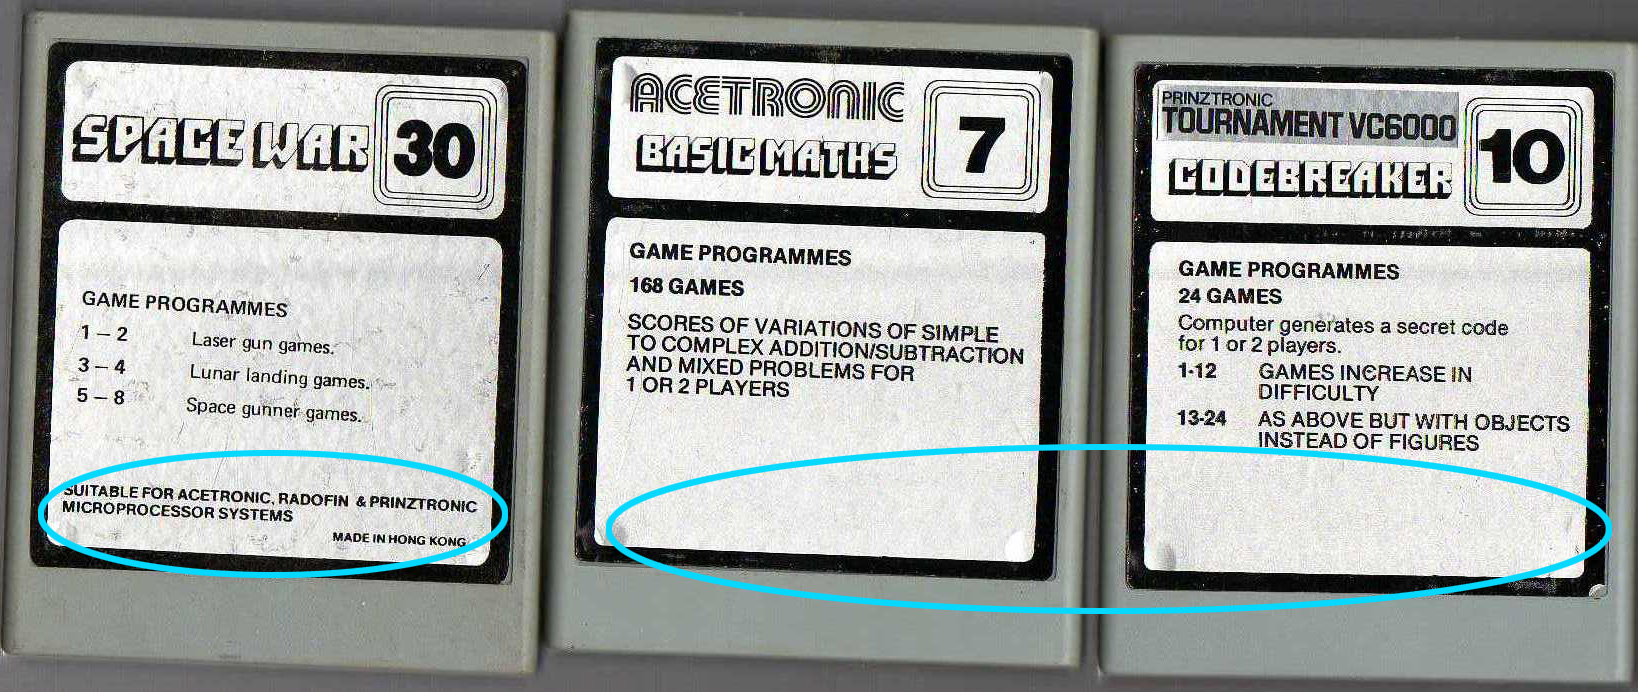 SPACE WAR
30
GAME PROGRAMMES
1 – 2 Laser gun games.
3 – 4 Lunar landing games.
5 – 8 Space gunner games.
SUITABLE FOR ACETRONIC, RADOFIN & PRINZTRONIC
MICROPROCESSOR SYSTEMS
MADE IN HONG KONG
ACETRONIC
BASIC MATHS
7
GAME PROGRAMMES
168 GAMES
SCORES OF VARIATIONS OF SIMPLE
TO COMPLEX ADDITION/SUBTRACTION
AND MIXED PROBLEMS FOR
1 OR 2 PLAYERS
PRINZTRONIC
TOURNAMENT VC6000
CODEBREAKER
10
GAME PROGRAMMES
24 GAMES
Computer generates a secret code
for 1 or 2 players.
1-12 GAMES INCREASE IN
DIFFICULTY
13-24 AS ABOVE BUT WITH OBJECTS
INSTEAD OF FIGURES